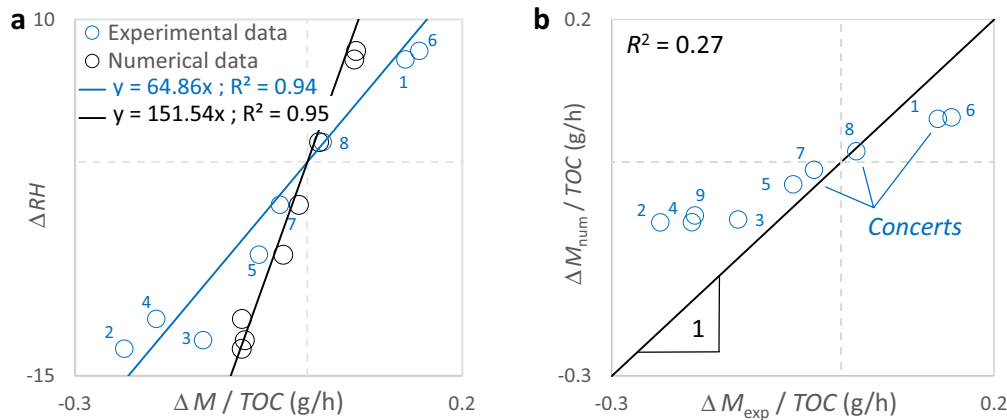 a
10
Experimental data
Numerical data
y = 64.86x ; R² = 0.94
y = 151.54x ; R² = 0.95
6
1
8
7
5
4
3
2
ΔRH
-15
-0.3
ΔM / TOC (g/h)
0.2
b
0.2
R² = 0.27
1
6
8
7
5
9
4
2
3
Concerts
1
ΔM_num / TOC (g/h)
-0.3
-0.3
ΔM_exp / TOC (g/h)
0.2